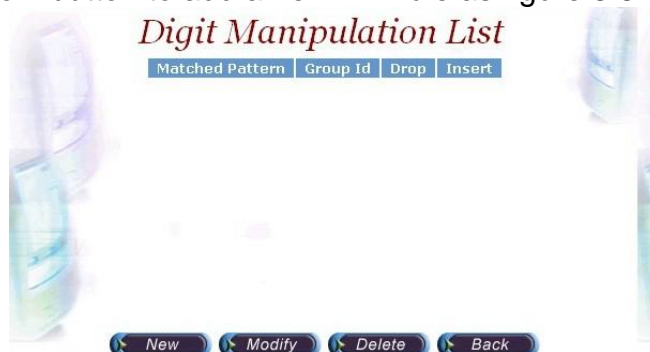 Digit Manipulation List
Matched Pattern Group Id Drop Insert
New Modify Delete Back